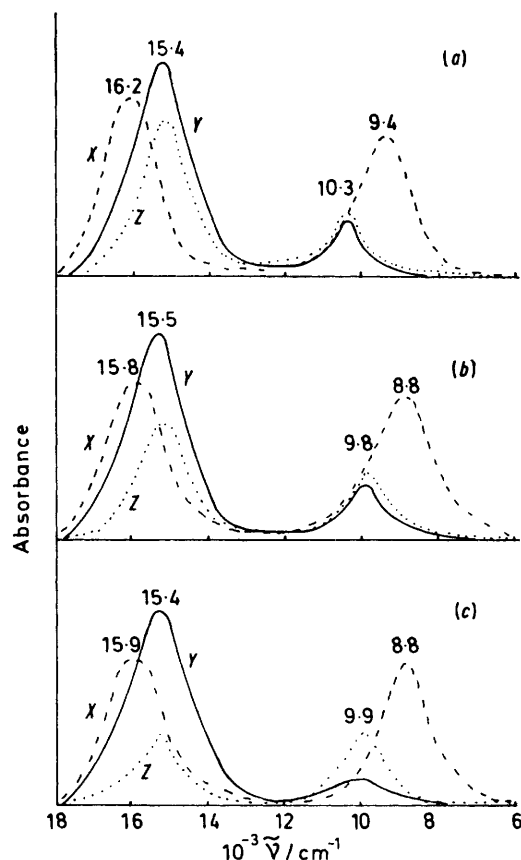 15·4
(a)
16·2
9·4
X
Y
10·3
Z
15·5
15·8
(b)
8·8
Y
X
9·8
Z
Absorbance
15·4
(c)
15·9
8·8
Y
X
9·9
Z
18 16 14 12 10 8 6
10⁻³ ṽ / cm⁻¹